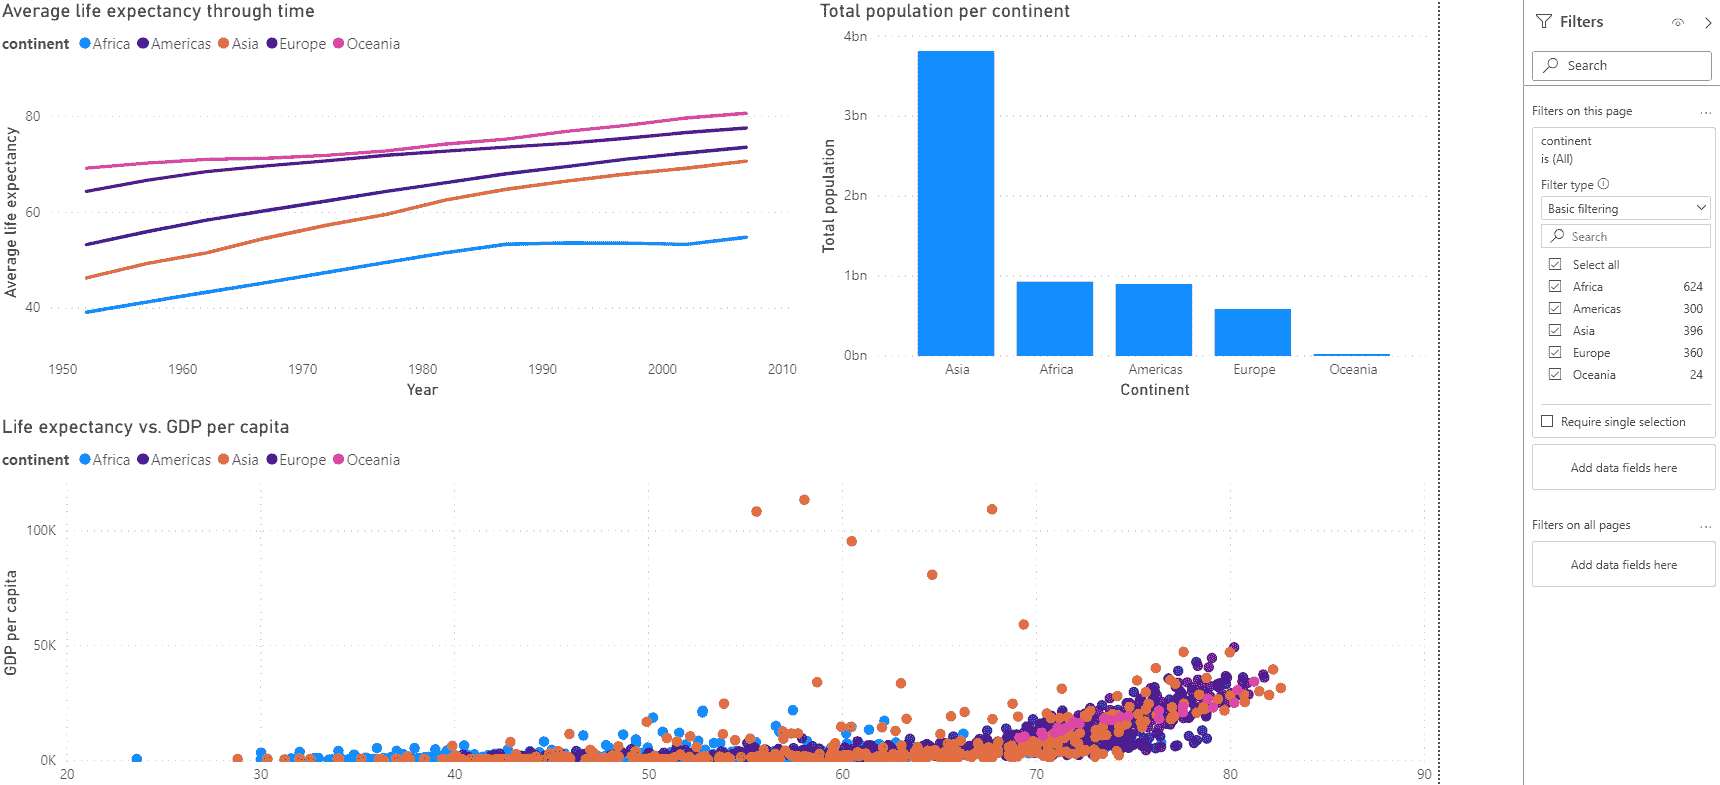 Average life expectancy through time
continent Africa Americas Asia Europe Oceania
Average life expectancy
80
60
40
1950 1960 1970 1980 1990 2000 2010
Year
Total population per continent
Total population
4bn
3bn
2bn
1bn
0bn
Asia Africa Americas Europe Oceania
Continent
Life expectancy vs. GDP per capita
continent Africa Americas Asia Europe Oceania
GDP per capita
100K
50K
0K
20 30 40 50 60 70 80 90
Filters
Search
Filters on this page ...
continent
is (All)
Filter type
Basic filtering
Search
Select all
Africa 624
Americas 300
Asia 396
Europe 360
Oceania 24
Require single selection
Add data fields here
Filters on all pages ...
Add data fields here